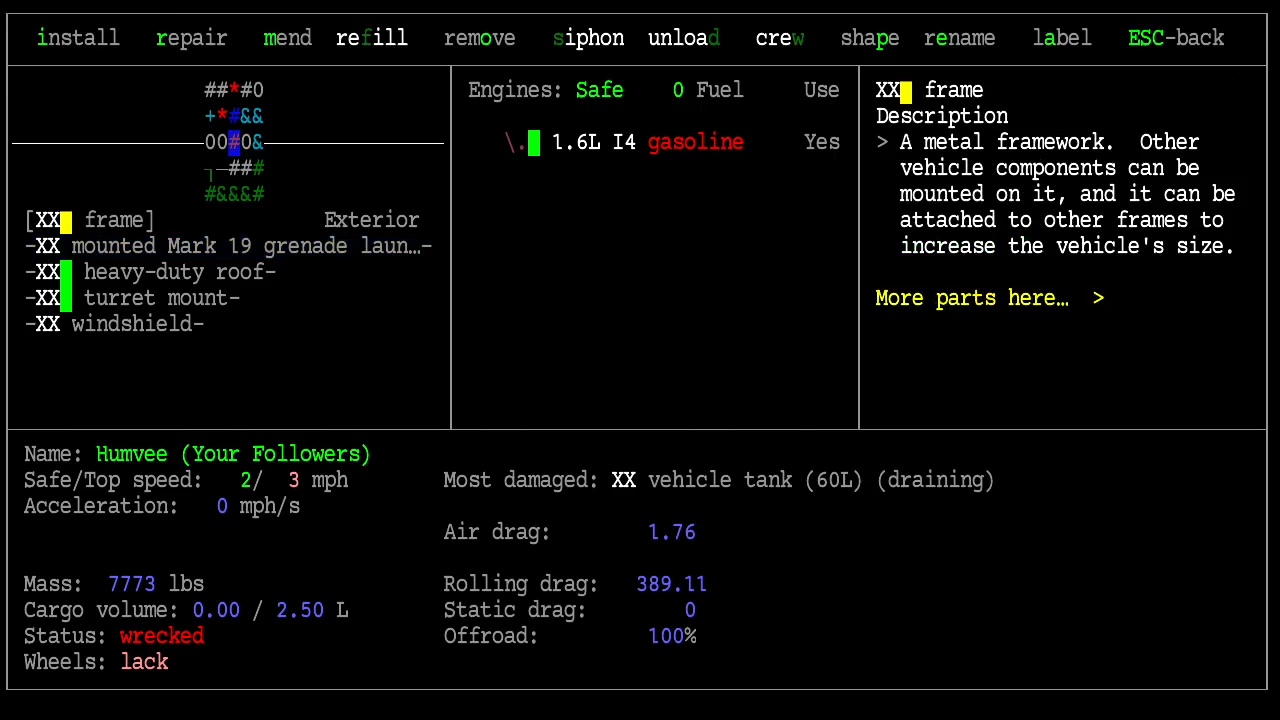 install repair mend refill remove siphon unload crew shape rename label ESC-back
##*#0
+*#&&
OO#0&
┐─###
#&&&#
[XX frame] Exterior
-XX mounted Mark 19 grenade laun…-
-XX heavy-duty roof-
-XX turret mount-
-XX windshield-
Engines: Safe 0 Fuel Use
\. 1.6L I4 gasoline Yes
XX frame
Description
> A metal framework. Other
vehicle components can be
mounted on it, and it can be
attached to other frames to
increase the vehicle's size.
More parts here… >
Name: Humvee (Your Followers)
Safe/Top speed: 2/ 3 mph
Acceleration: 0 mph/s
Mass: 7773 lbs
Cargo volume: 0.00 / 2.50 L
Status: wrecked
Wheels: lack
Most damaged: XX vehicle tank (60L) (draining)
Air drag: 1.76
Rolling drag: 389.11
Static drag: 0
Offroad: 100%